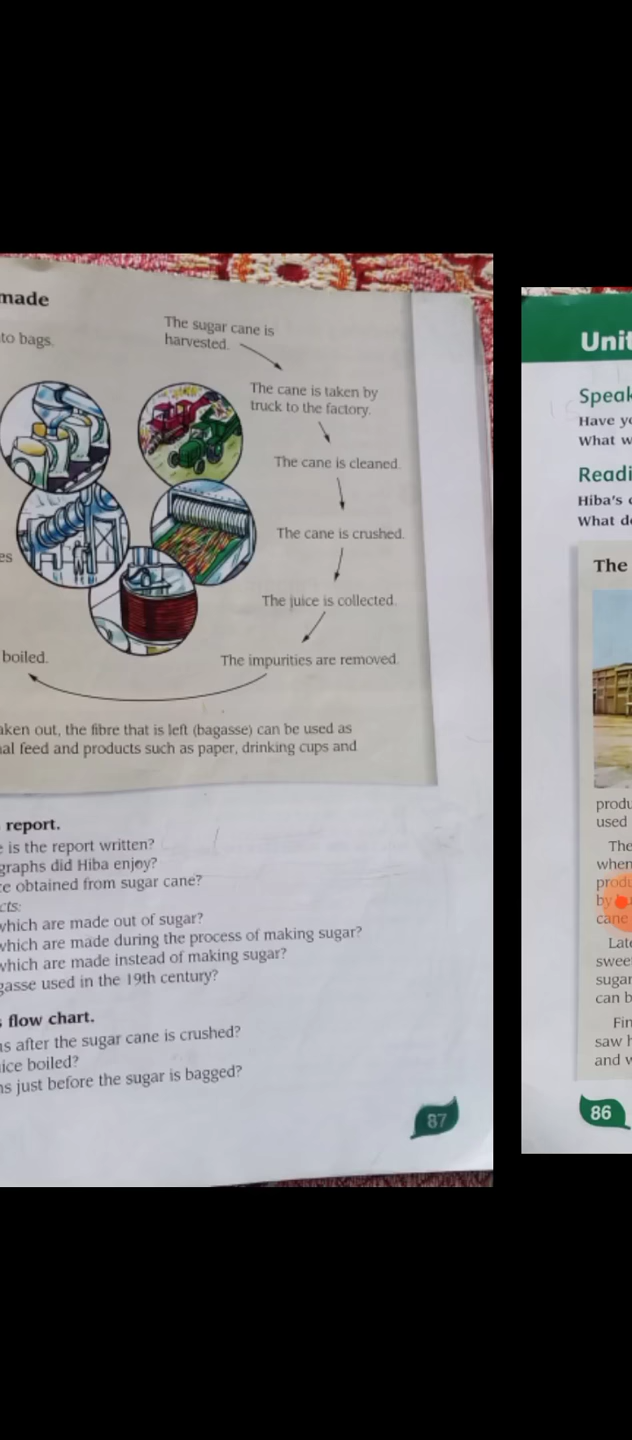 made
to bags.
The sugar cane is
harvested.
The cane is taken by
truck to the factory.
The cane is cleaned.
The cane is crushed.
es
The juice is collected.
boiled.
The impurities are removed.
aken out, the fibre that is left (bagasse) can be used as
al feed and products such as paper, drinking cups and
report.
is the report written?
graphs did Hiba enjoy?
e obtained from sugar cane?
cts:
which are made out of sugar?
which are made during the process of making sugar?
which are made instead of making sugar?
gasse used in the 19th century?
flow chart.
ns after the sugar cane is crushed?
ice boiled?
ns just before the sugar is bagged?
87
Unit
Speak
Have yo
What w
Readi
Hiba's
What do
The
produ
used
The
when
produ
by
cane
Late
sweet
sugar
can b
Fin
saw h
and w
86